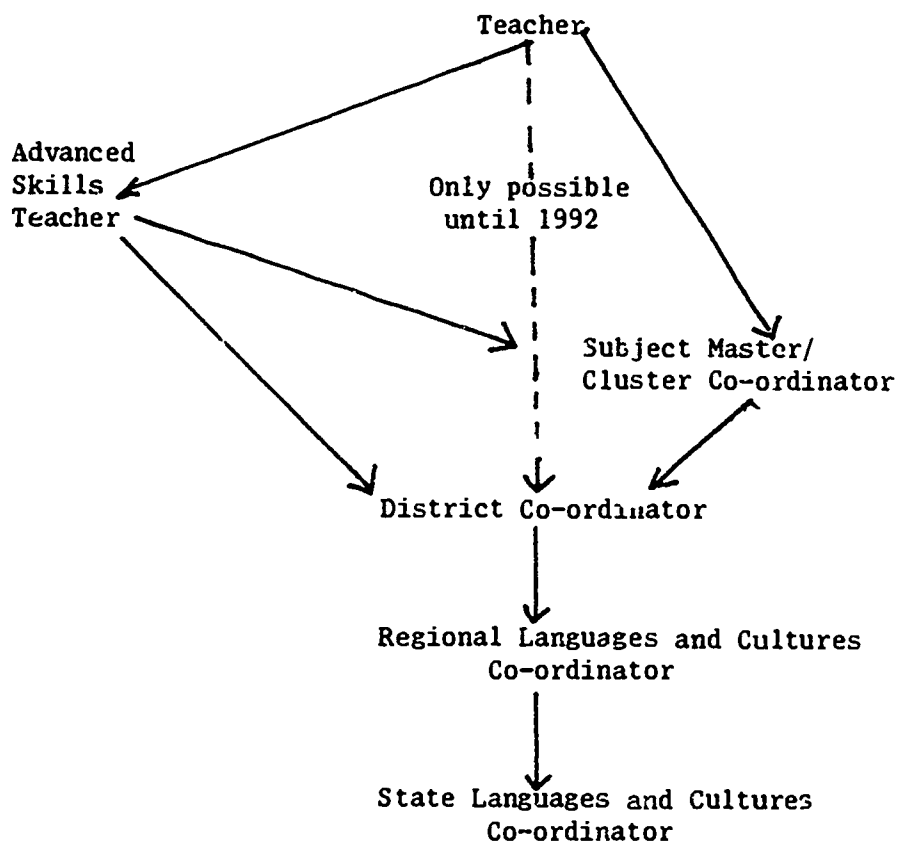 Teacher
Advanced
Skills
Teacher
Only possible
until 1992
Subject Master/
Cluster Co-ordinator
District Co-ordinator
Regional Languages and Cultures
Co-ordinator
State Languages and Cultures
Co-ordinator